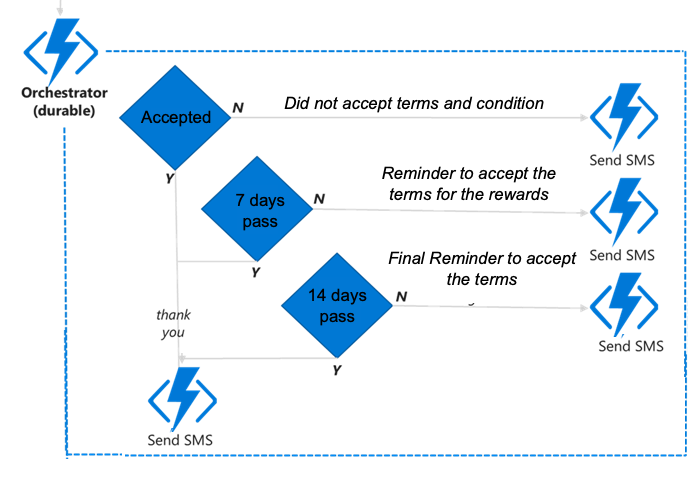 Orchestrator
(durable)
Accepted
N
Did not accept terms and condition
Send SMS
Y
7 days
pass
N
Reminder to accept the
terms for the rewards
Send SMS
Y
14 days
pass
N
Final Reminder to accept
the terms
Send SMS
Y
thank
you
Send SMS